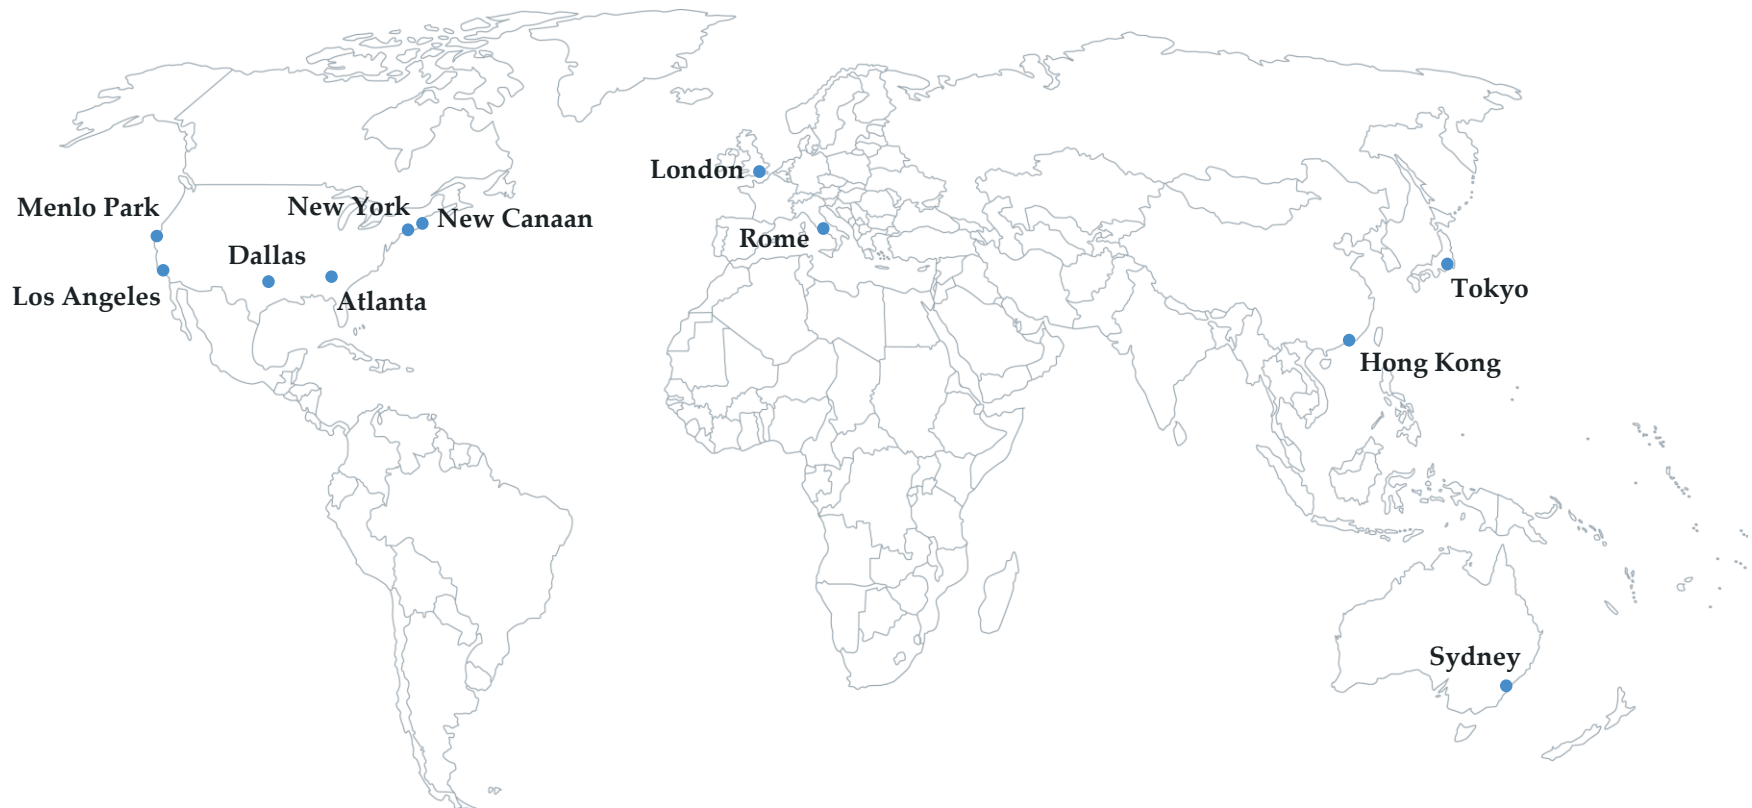 London
Menlo Park
New York
New Canaan
Rome
Dallas
Tokyo
Los Angeles
Atlanta
Hong Kong
Sydney